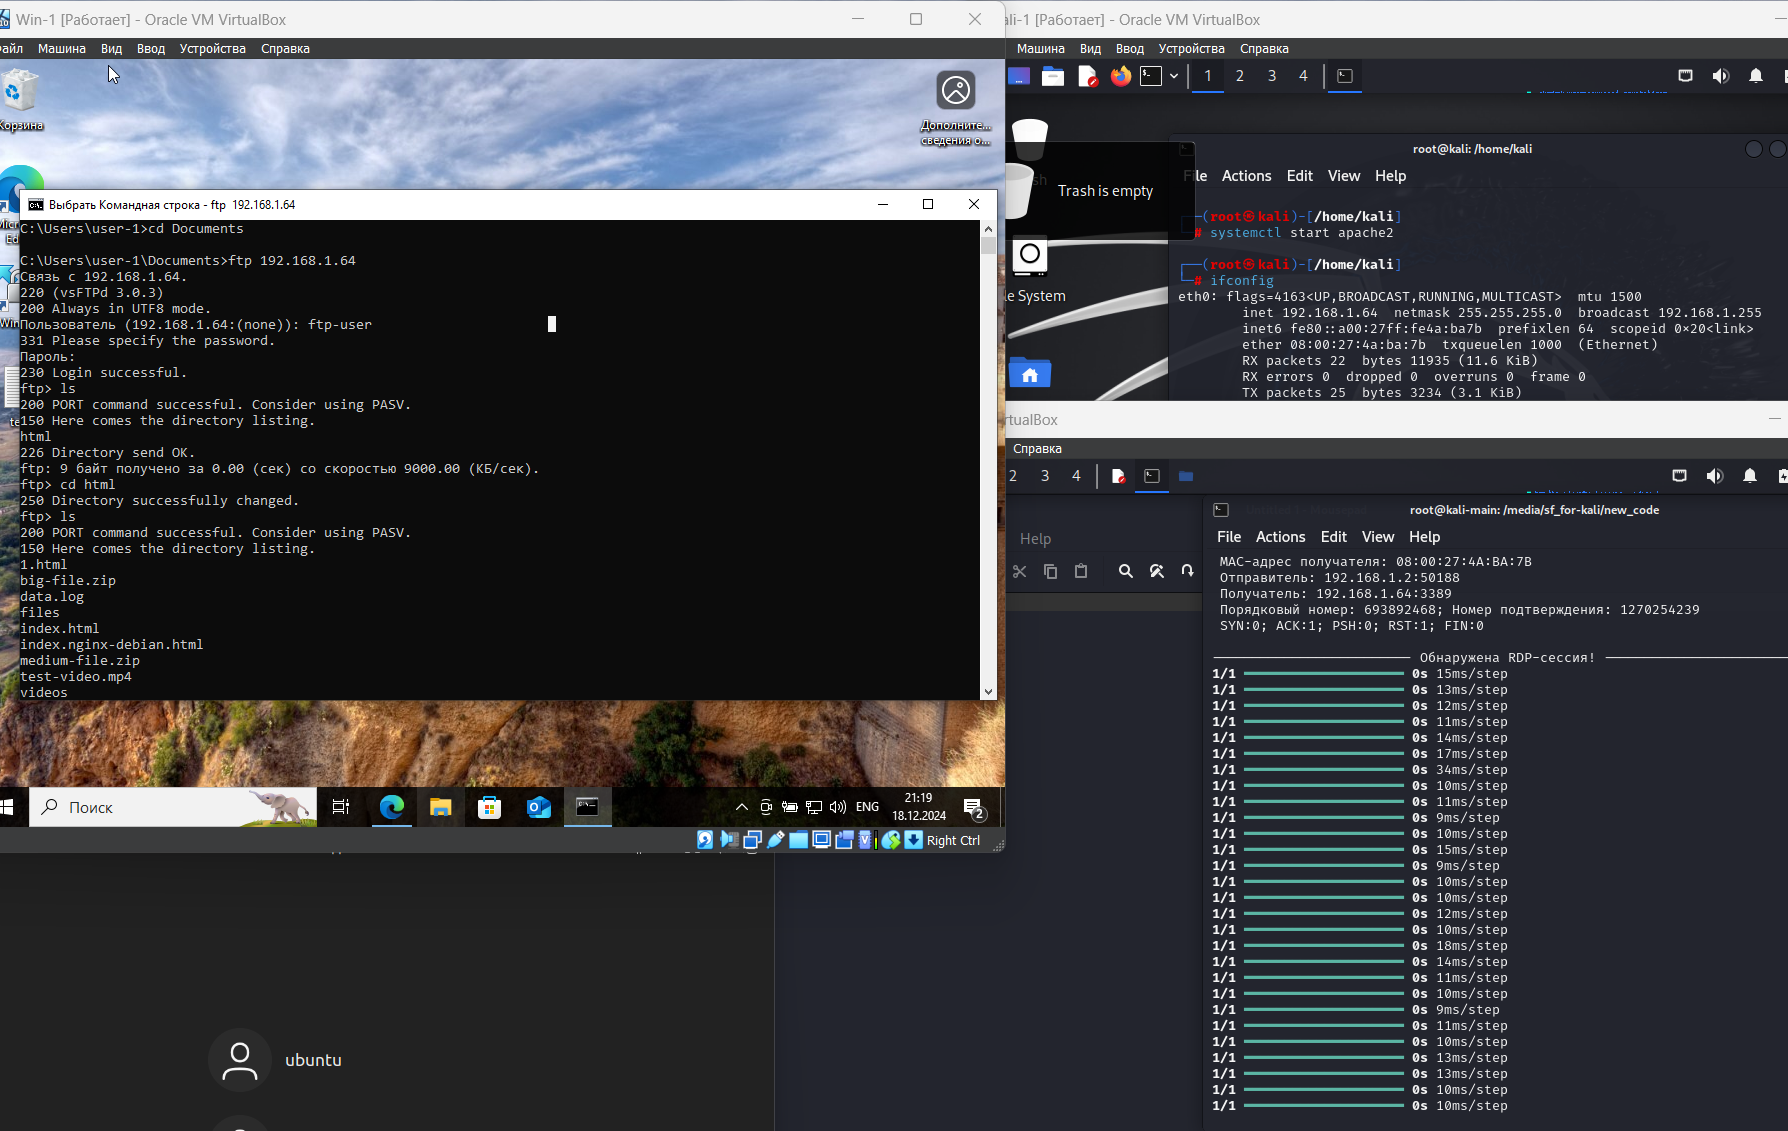 Win-1 [Работает] - Oracle VM VirtualBox
айл Машина Вид Ввод Устройства Справка
Корзина
Дополните...
сведения о...
Выбрать Командная строка - ftp 192.168.1.64
C:\Users\user-1>cd Documents
C:\Users\user-1\Documents>ftp 192.168.1.64
Связь с 192.168.1.64.
220 (vsFTPd 3.0.3)
200 Always in UTF8 mode.
Пользователь (192.168.1.64:(none)): ftp-user
331 Please specify the password.
Пароль:
230 Login successful.
ftp> ls
200 PORT command successful. Consider using PASV.
150 Here comes the directory listing.
html
226 Directory send OK.
ftp: 9 байт получено за 0.00 (сек) со скоростью 9000.00 (КБ/сек).
ftp> cd html
250 Directory successfully changed.
ftp> ls
200 PORT command successful. Consider using PASV.
150 Here comes the directory listing.
1.html
big-file.zip
data.log
files
index.html
index.nginx-debian.html
medium-file.zip
test-video.mp4
videos
Поиск
ENG
21:19
18.12.2024
2
Right Ctrl
ubuntu
ali-1 [Работает] - Oracle VM VirtualBox
Машина Вид Ввод Устройства Справка
1 2 3 4
root@kali: /home/kali
File Actions Edit View Help
Trash is empty
le System
(root㉿kali)-[/home/kali]
# systemctl start apache2
(root㉿kali)-[/home/kali]
# ifconfig
eth0: flags=4163<UP,BROADCAST,RUNNING,MULTICAST> mtu 1500
inet 192.168.1.64 netmask 255.255.255.0 broadcast 192.168.1.255
inet6 fe80::a00:27ff:fe4a:ba7b prefixlen 64 scopeid 0×20<link>
ether 08:00:27:4a:ba:7b txqueuelen 1000 (Ethernet)
RX packets 22 bytes 11935 (11.6 KiB)
RX errors 0 dropped 0 overruns 0 frame 0
TX packets 25 bytes 3234 (3.1 KiB)
rtualBox
Справка
2 3 4
Help
root@kali-main: /media/sf_for-kali/new_code
File Actions Edit View Help
MAC-адрес получателя: 08:00:27:4A:BA:7B
Отправитель: 192.168.1.2:50188
Получатель: 192.168.1.64:3389
Порядковый номер: 693892468; Номер подтверждения: 1270254239
SYN:0; ACK:1; PSH:0; RST:1; FIN:0
Обнаружена RDP-сессия!
1/1 0s 15ms/step
1/1 0s 13ms/step
1/1 0s 12ms/step
1/1 0s 11ms/step
1/1 0s 14ms/step
1/1 0s 17ms/step
1/1 0s 34ms/step
1/1 0s 10ms/step
1/1 0s 11ms/step
1/1 0s 9ms/step
1/1 0s 10ms/step
1/1 0s 15ms/step
1/1 0s 9ms/step
1/1 0s 10ms/step
1/1 0s 10ms/step
1/1 0s 12ms/step
1/1 0s 10ms/step
1/1 0s 18ms/step
1/1 0s 14ms/step
1/1 0s 11ms/step
1/1 0s 10ms/step
1/1 0s 9ms/step
1/1 0s 11ms/step
1/1 0s 10ms/step
1/1 0s 13ms/step
1/1 0s 13ms/step
1/1 0s 10ms/step
1/1 0s 10ms/step